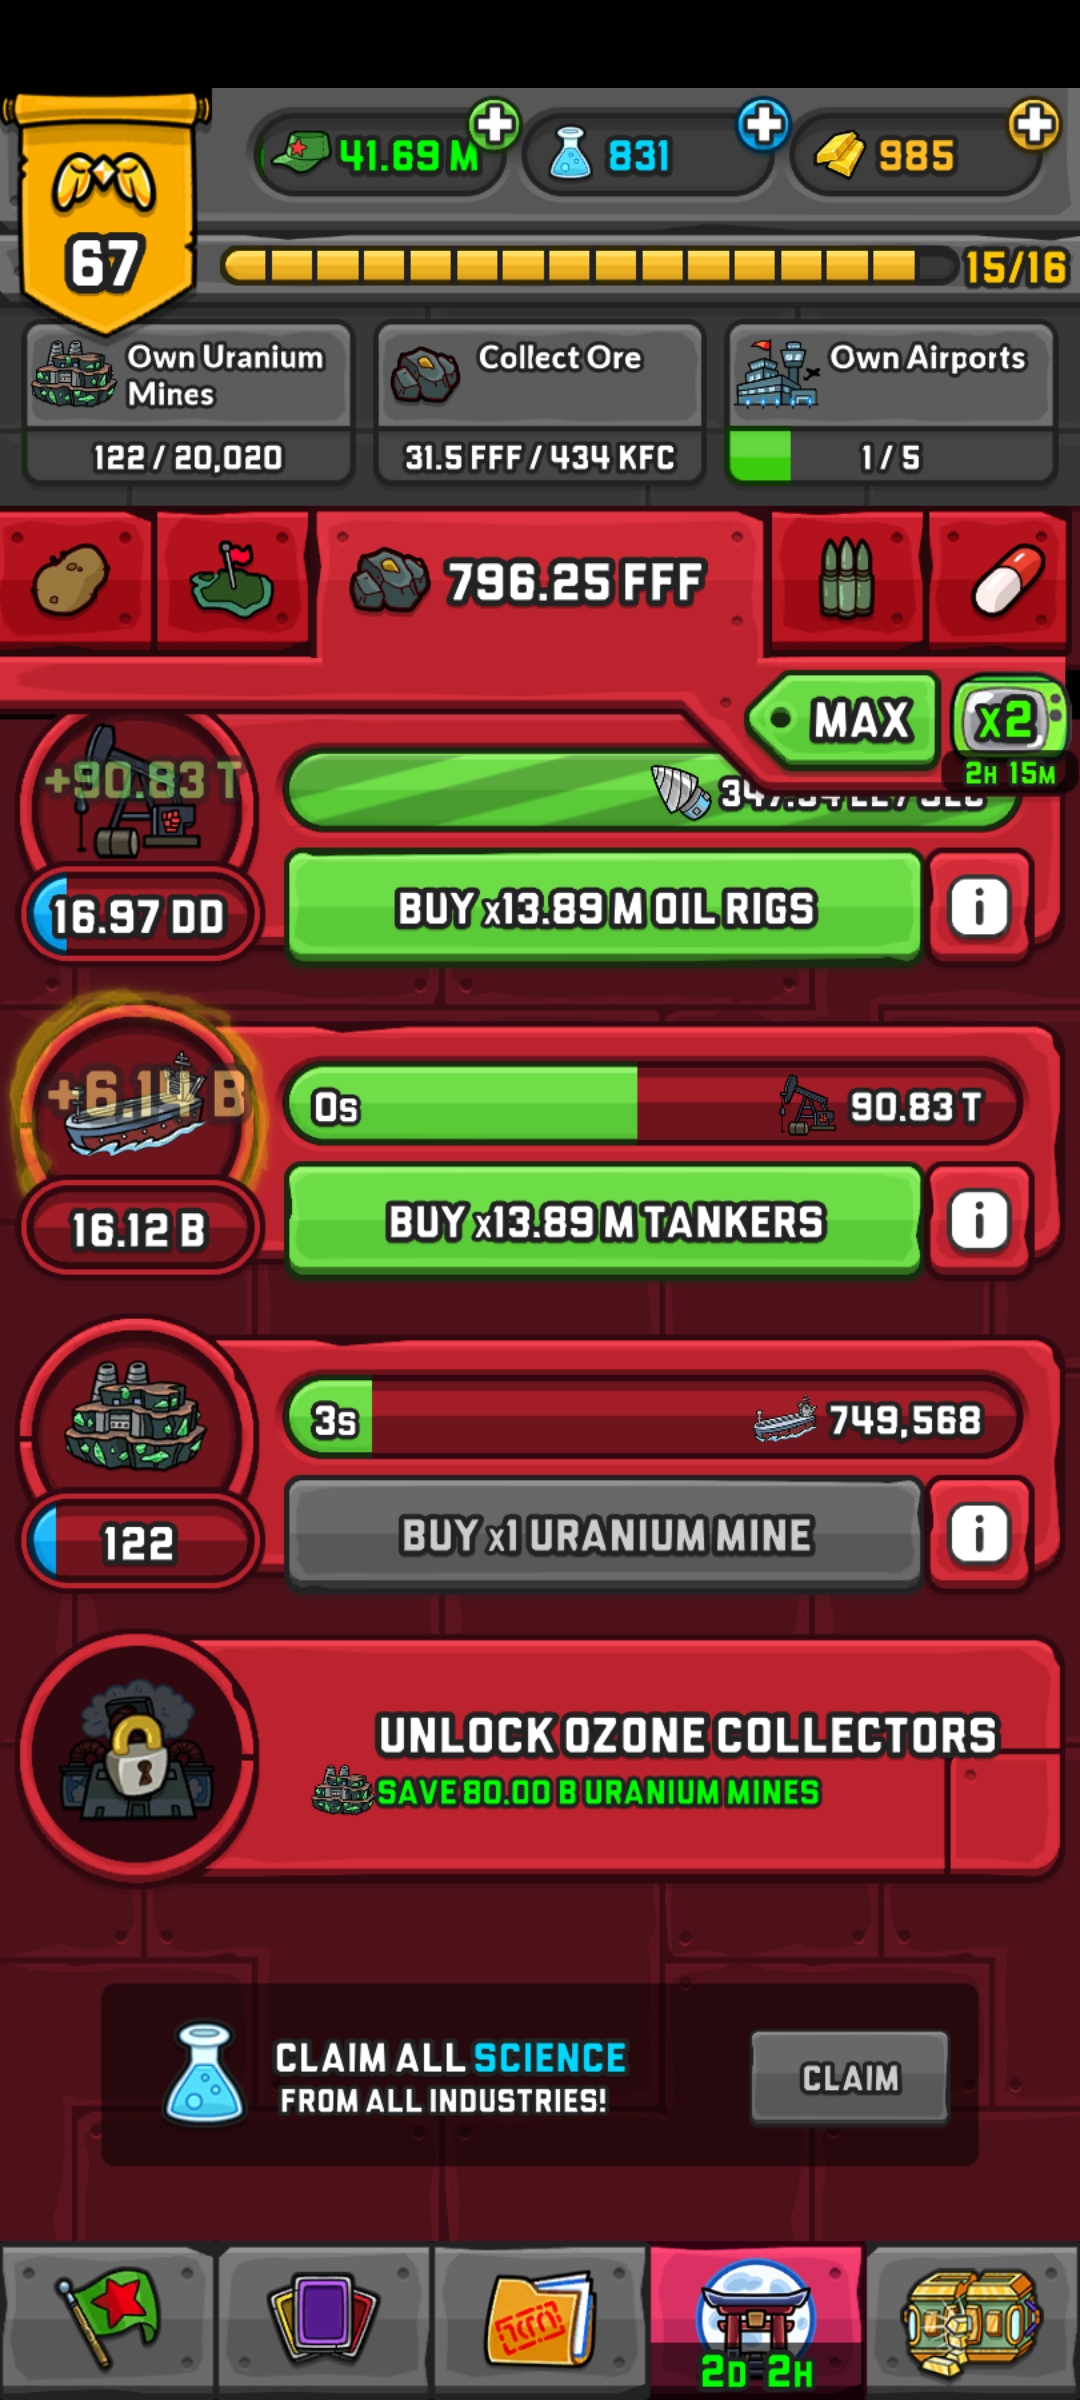 41.69 M
831
985
67
15/16
Own Uranium
Mines
122 / 20,020
Collect Ore
31.5 FFF / 434 KFC
Own Airports
1 / 5
796.25 FFF
MAX
x2
2H 15M
+90.83 T
16.97 DD
BUY x13.89 M OIL RIGS
i
+6.14 B
0s
90.83 T
16.12 B
BUY x13.89 M TANKERS
i
3s
749,568
122
BUY x1 URANIUM MINE
i
UNLOCK OZONE COLLECTORS
SAVE 80.00 B URANIUM MINES
CLAIM ALL SCIENCE
FROM ALL INDUSTRIES!
CLAIM
2D 2H